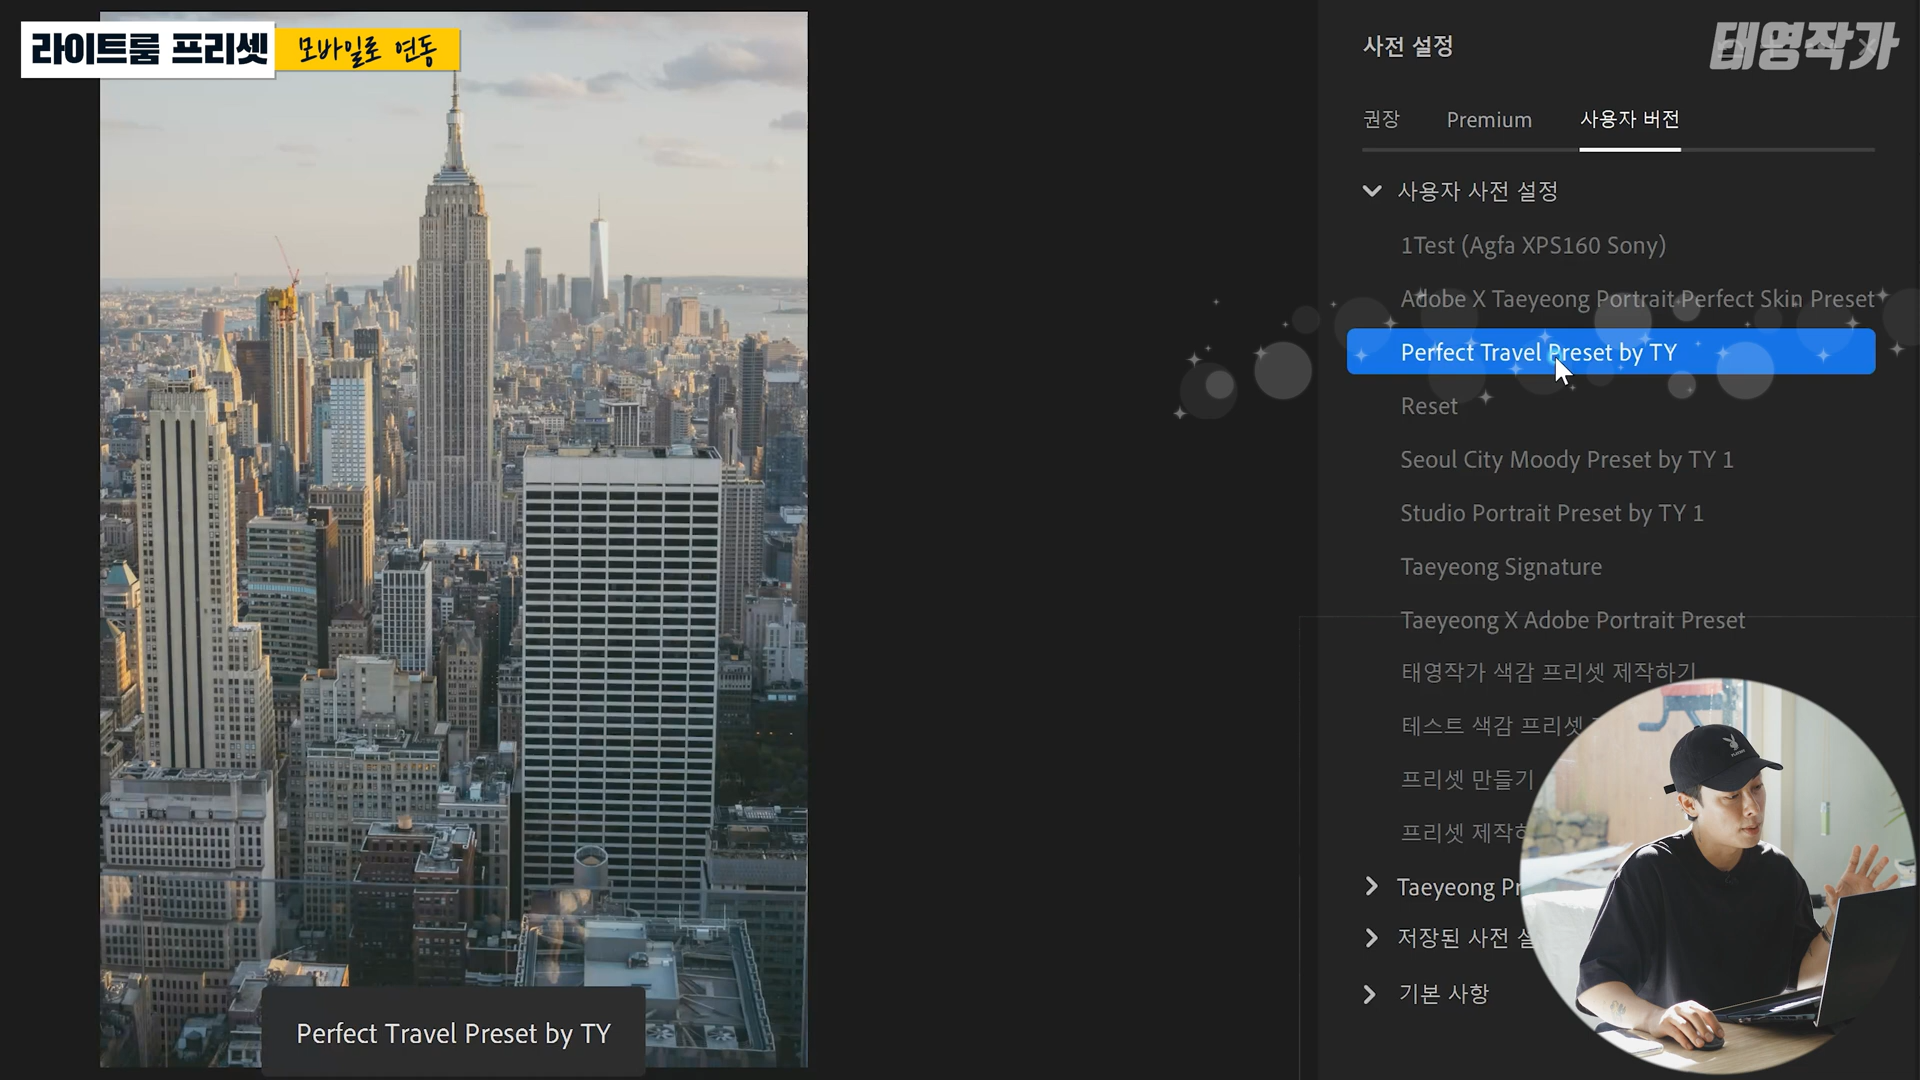 라이트룸 프리셋
모바일로 연동
태영작가
사전 설정
권장
Premium
사용자 버전
사용자 사전 설정
1Test (Agfa XPS160 Sony)
Adobe X Taeyeong Portrait Perfect Skin Preset
Perfect Travel Preset by TY
Reset
Seoul City Moody Preset by TY 1
Studio Portrait Preset by TY 1
Taeyeong Signature
Taeyeong X Adobe Portrait Preset
태영작가 색감 프리셋 제작하기
테스트 색감 프리셋
프리셋 만들기
프리셋
Taeyeong
저장된 사전
기본 사항
Perfect Travel Preset by TY